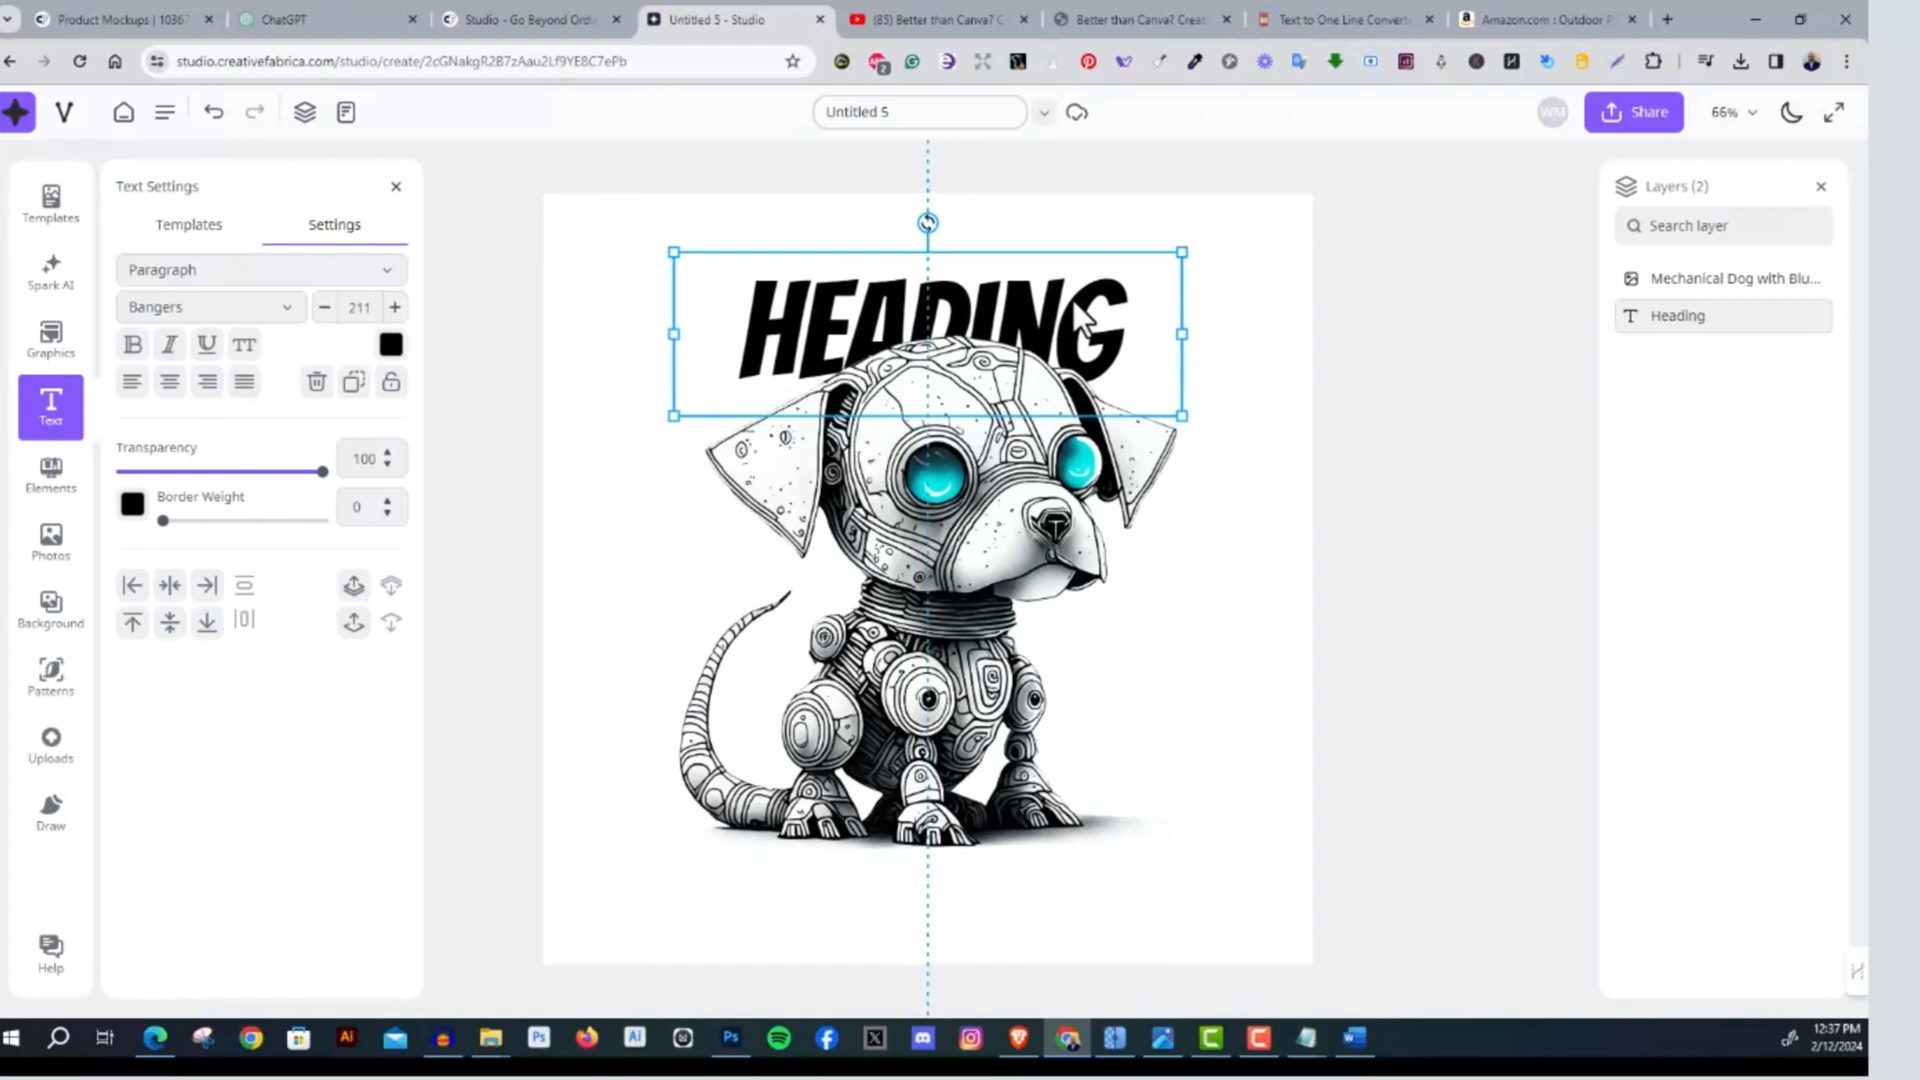 Product Mockups | 10367
ChatGPT
Studio - Go Beyond Ordi
Untitled 5 - Studio
(85) Better than Canva? C
Better than Canva? Creat
Text to One Line Convert
Amazon.com : Outdoor P
studio.creativefabrica.com/studio/create/2cGNakgR2B7zAau2Lf9YE8C7ePb
2
Untitled 5
WM
Share
66%
Templates
Spark AI
Graphics
Text
Elements
Photos
Background
Patterns
Uploads
Draw
Help
Text Settings
Templates
Settings
Paragraph
Bangers
211
B I U TT
Transparency
100
Border Weight
0
HEADING
Layers (2)
Search layer
Mechanical Dog with Blu...
Heading
12:37 PM
2/12/2024